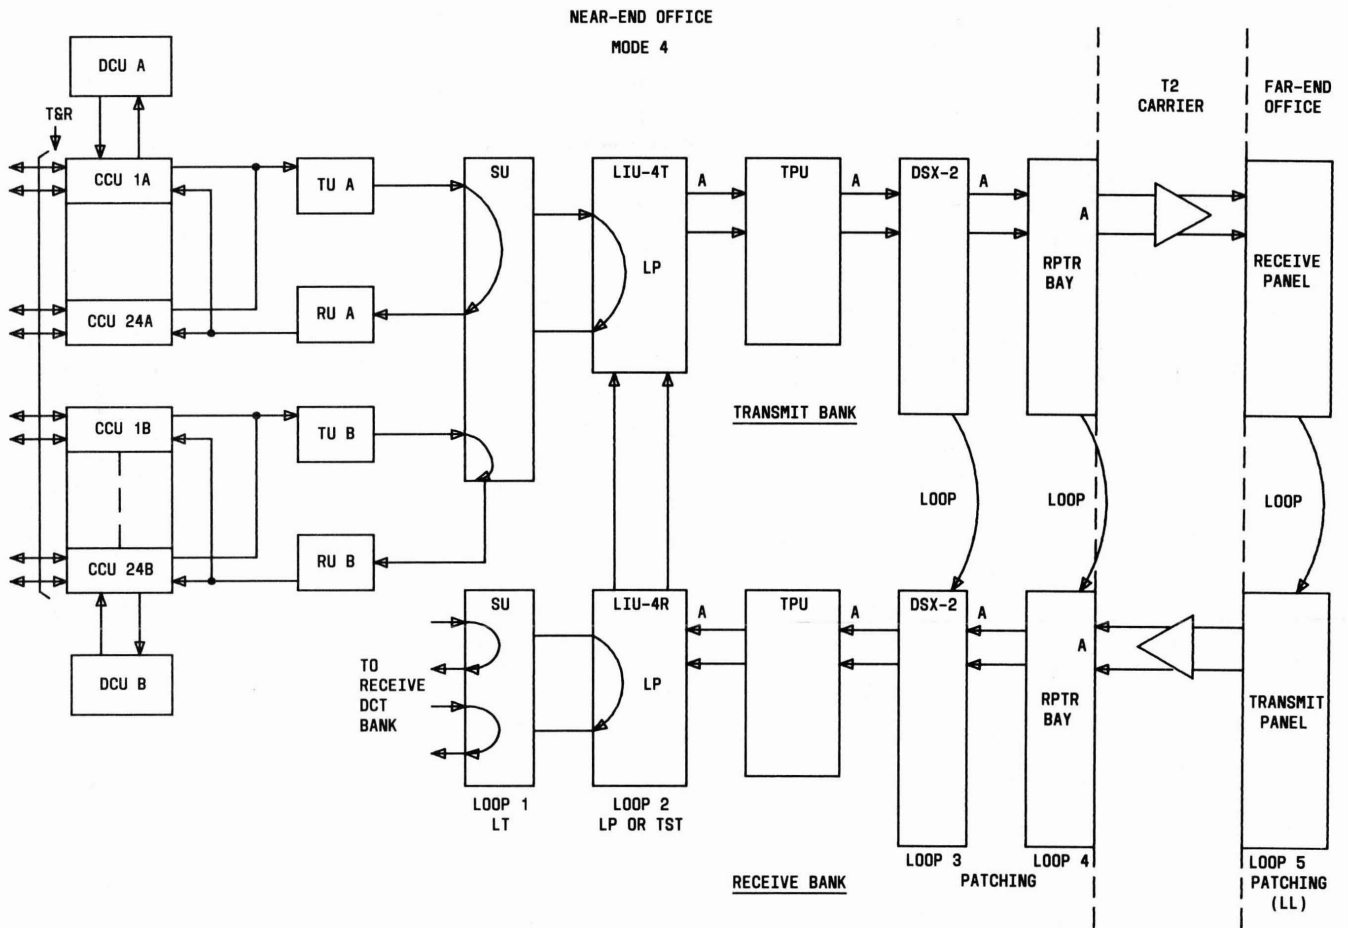 NEAR-END OFFICE
MODE 4
DCU A
T&R
T2
CARRIER
FAR-END
OFFICE
CCU 1A
TU A
SU
LIU-4T
A
TPU
A
DSX-2
A
A
LP
RPTR
BAY
RECEIVE
PANEL
CCU 24A
RU A
TRANSMIT BANK
CCU 1B
TU B
LOOP
LOOP
LOOP
CCU 24B
RU B
SU
LIU-4R
A
TPU
A
DSX-2
A
A
TO
RECEIVE
DCT
BANK
LP
RPTR
BAY
TRANSMIT
PANEL
DCU B
LOOP 1
LT
LOOP 2
LP OR TST
LOOP 3
LOOP 4
PATCHING
LOOP 5
PATCHING
(LL)
RECEIVE BANK